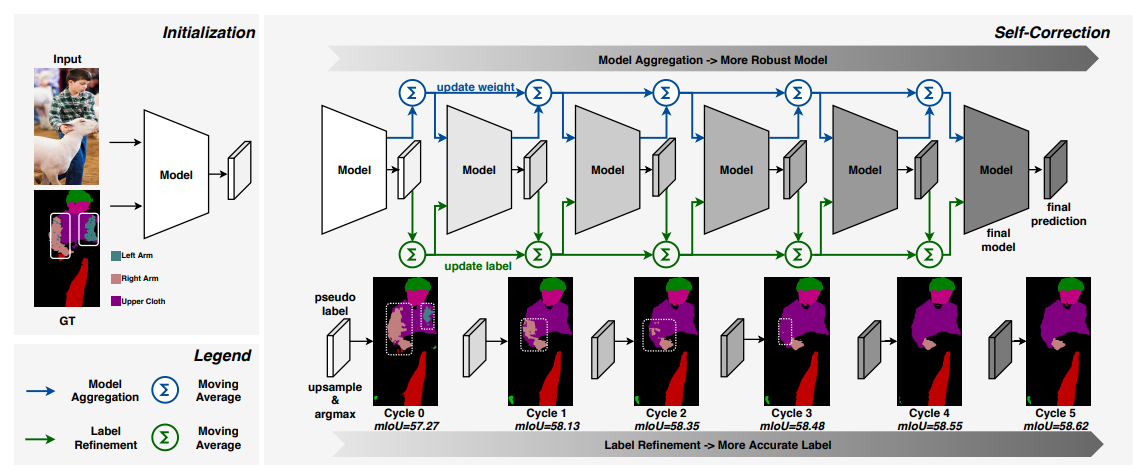 Initialization
Input
Model
Left Arm
Right Arm
Upper Cloth
GT
Legend
Model
Aggregation
Σ
Moving
Average
Label
Refinement
Σ
Moving
Average
Self-Correction
Model Aggregation -> More Robust Model
Σ
update weight
Σ
Σ
Σ
Σ
Model
Model
Model
Model
Model
Model
final
prediction
final
model
Σ
Σ
Σ
Σ
Σ
update label
pseudo
label
upsample
&
argmax
Cycle 0
mIoU=57.27
Cycle 1
mIoU=58.13
Cycle 2
mIoU=58.35
Cycle 3
mIoU=58.48
Cycle 4
mIoU=58.55
Cycle 5
mIoU=58.62
Label Refinement -> More Accurate Label